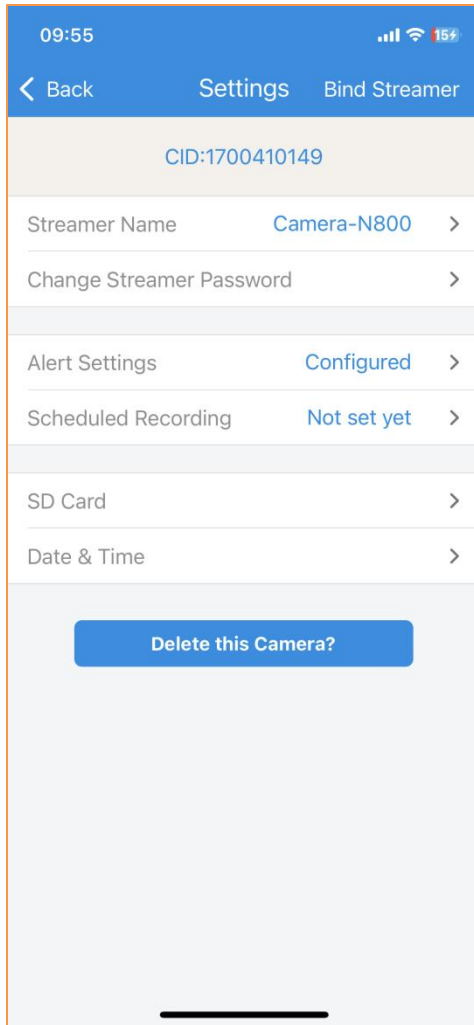 09:55 15
Back Settings Bind Streamer
CID:1700410149
Streamer Name Camera-N800
Change Streamer Password
Alert Settings Configured
Scheduled Recording Not set yet
SD Card
Date & Time
Delete this Camera?